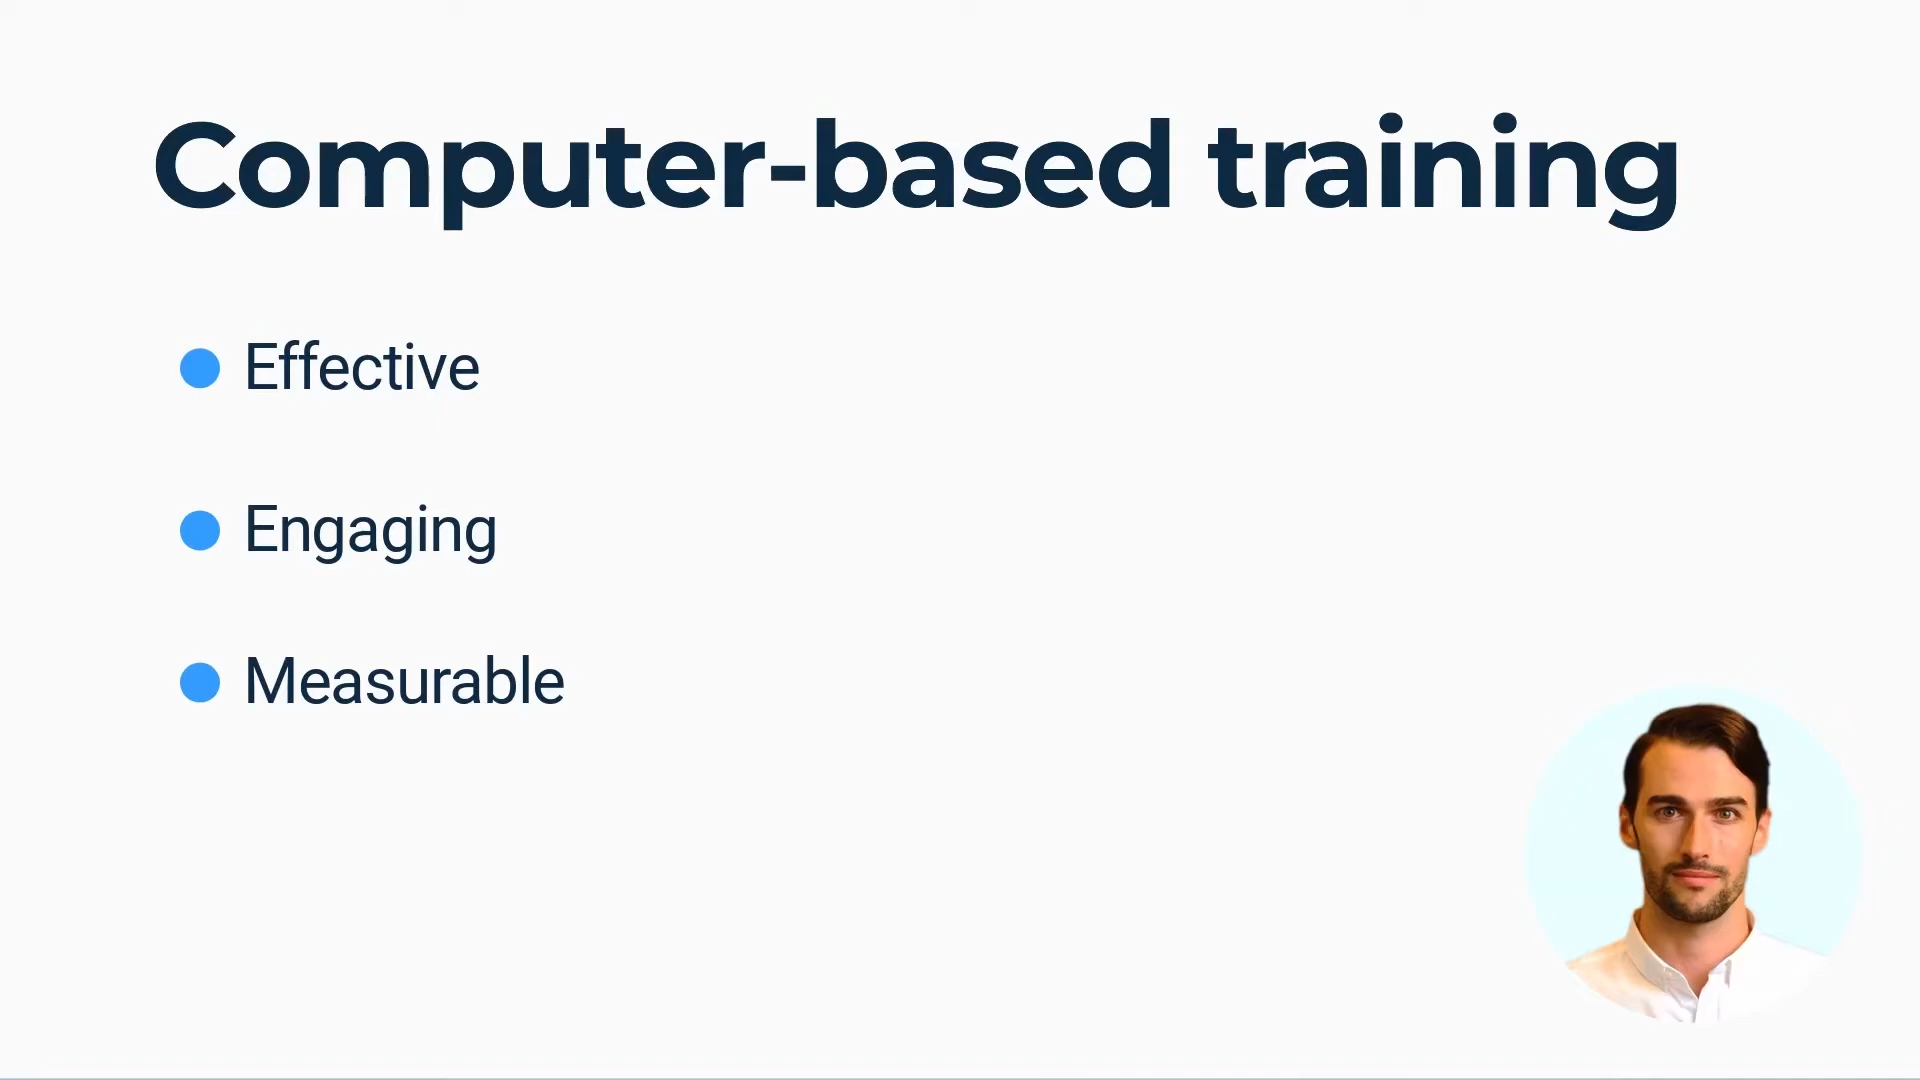 Computer-based training
Effective
Engaging
Measurable